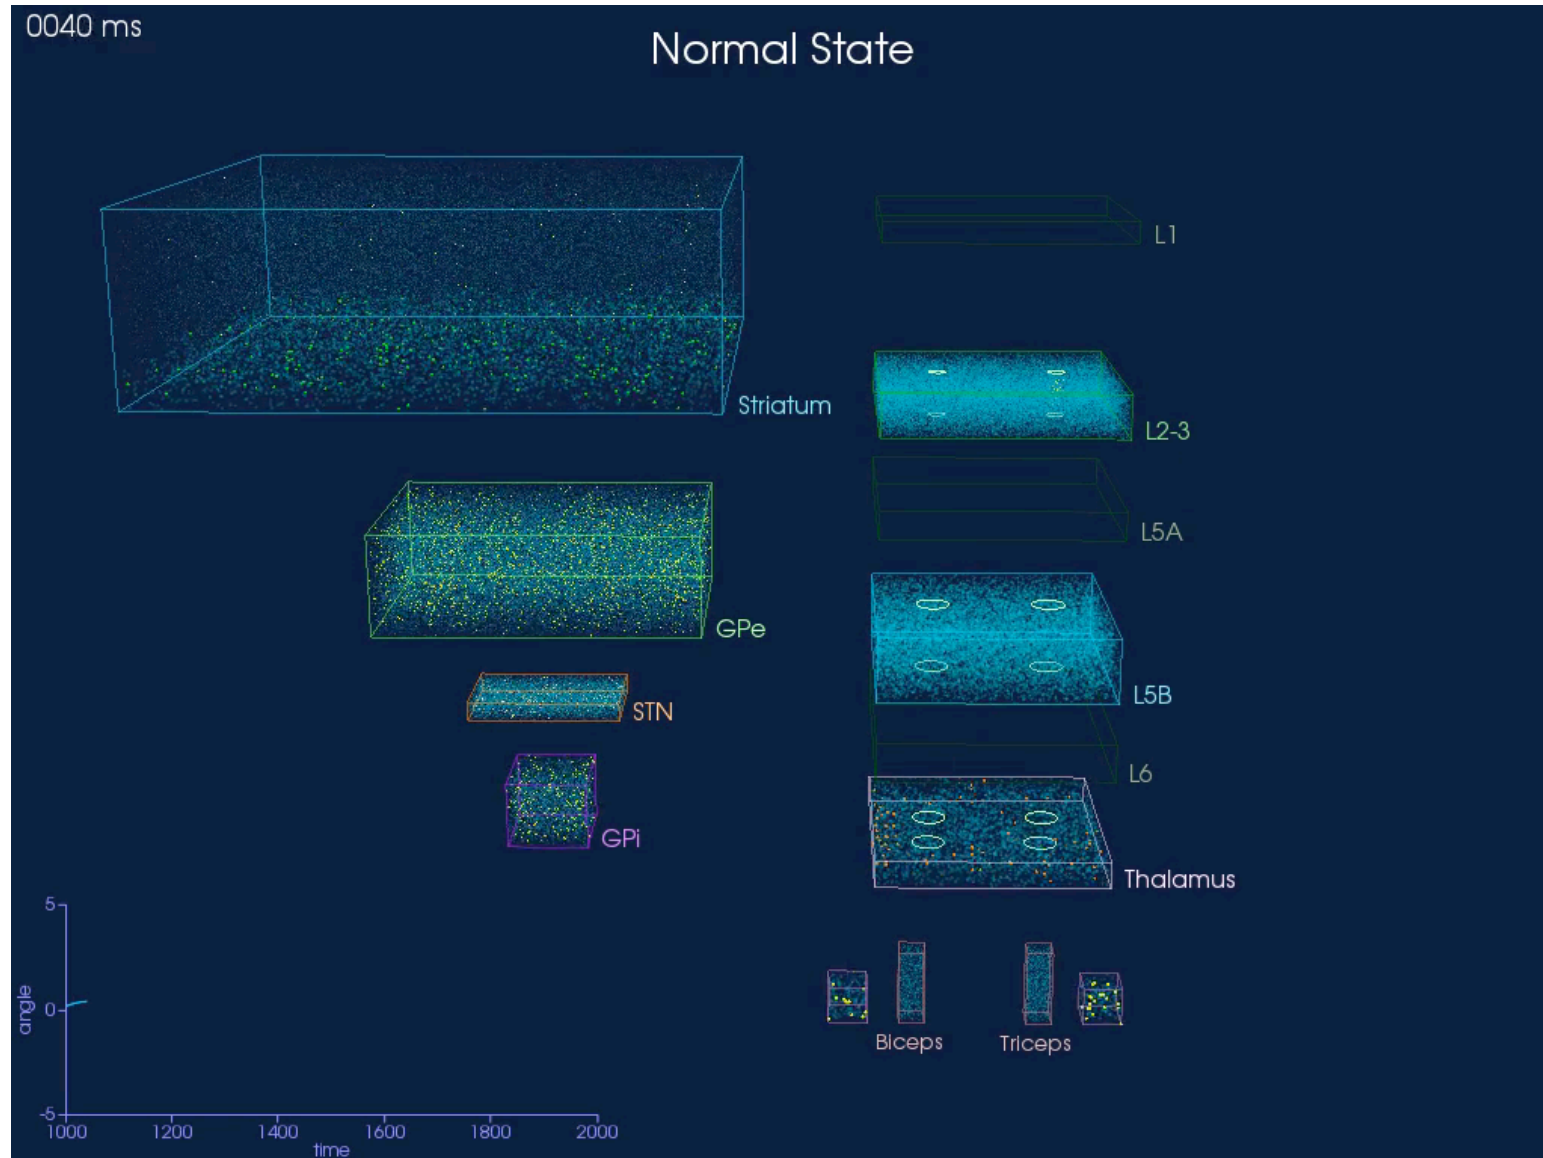 0040 ms
Normal State
L1
Striatum
L2-3
L5A
GPe
L5B
STN
L6
GPi
Thalamus
5
0
-5
angle
1000 1200 1400 1600 1800 2000
time
Biceps Triceps